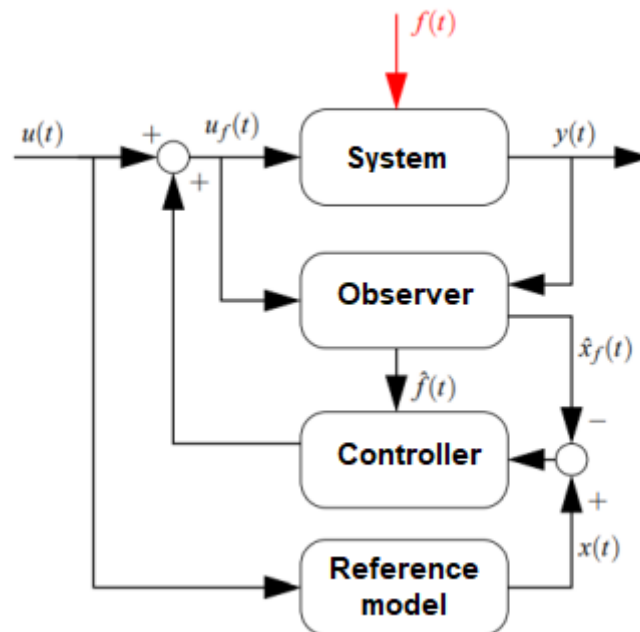 f(t)
u(t)
+
u_f(t)
+
System
y(t)
Observer
x̂_f(t)
f̂(t)
−
Controller
+
x(t)
Reference
model